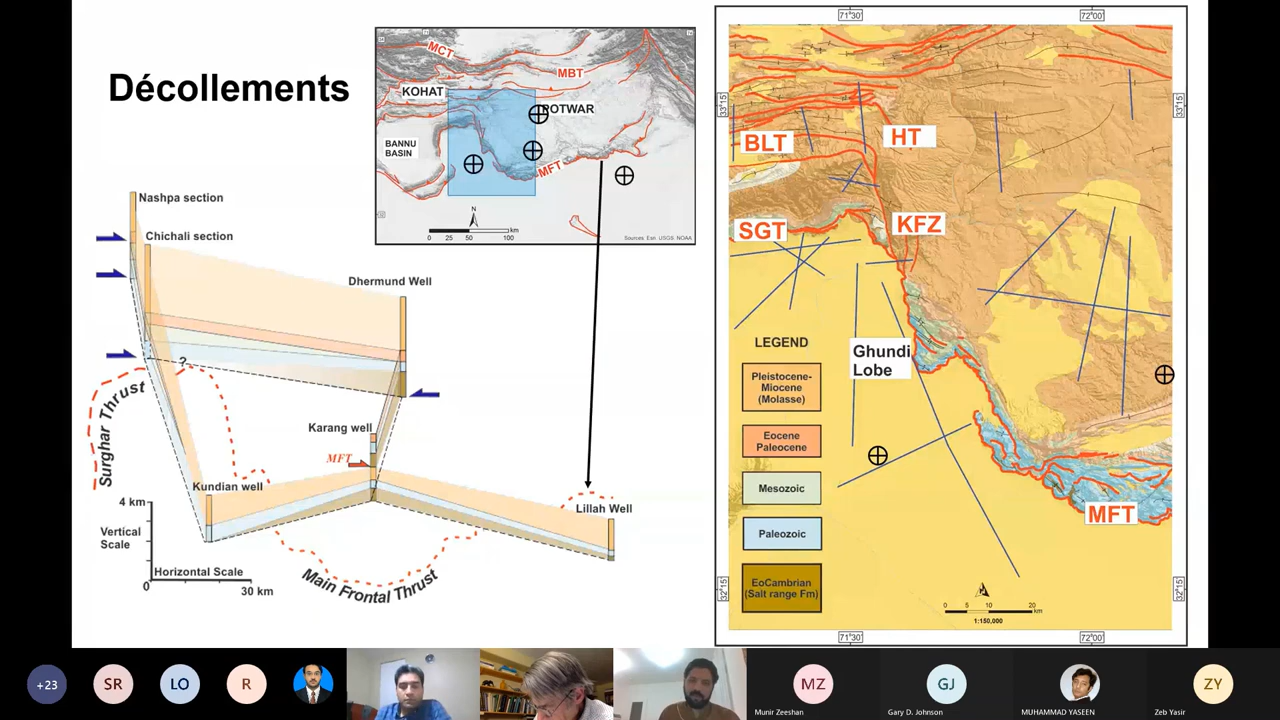 Décollements
MCT
MBT
KOHAT
POTWAR
BANNU
BASIN
MFT
N
0 25 50 100
km
Sources: Esri, USGS, NOAA
Nashpa section
Chichali section
Dhermund Well
?
Surghar Thrust
Karang well
MFT
Kundian well
Lillah Well
4 km
Vertical
Scale
Horizontal Scale
0
30 km
Main Frontal Thrust
71°30'
72°00'
33°15'
33°15'
BLT
HT
SGT
KFZ
Ghundi
Lobe
LEGEND
Pleistocene-
Miocene
(Molasse)
Eocene
Paleocene
Mesozoic
Paleozoic
EoCambrian
(Salt range Fm)
MFT
32°15'
32°15'
0 5 10 20
km
1:150,000
71°30'
72°00'
+23
SR
LO
R
MZ
GJ
ZY
Munir Zeeshan
Gary D. Johnson
MUHAMMAD YASEEN
Zeb Yasir